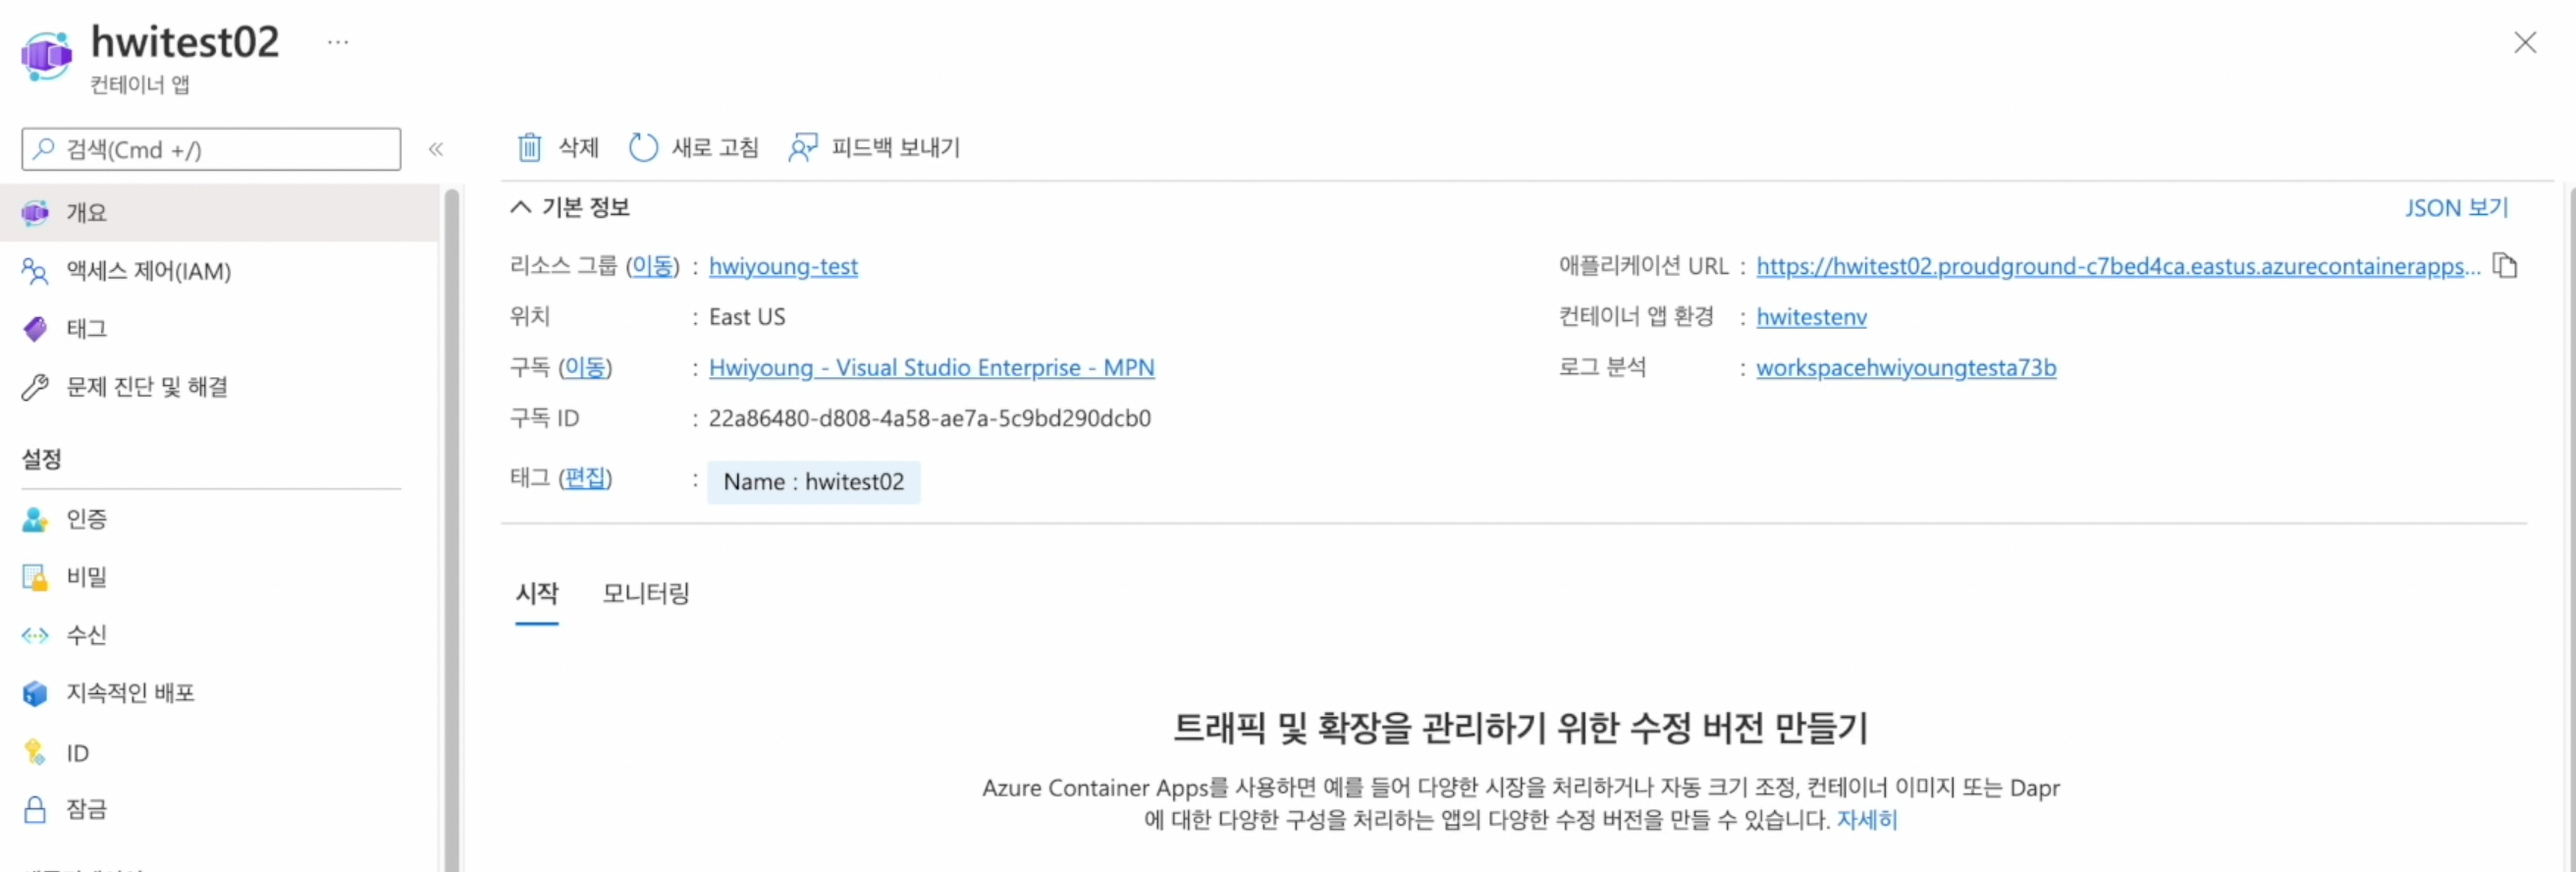 hwitest02
...
컨테이너 앱
검색(Cmd +/)
«
삭제
새로 고침
피드백 보내기
개요
액세스 제어(IAM)
태그
문제 진단 및 해결
설정
인증
비밀
수신
지속적인 배포
ID
잠금
기본 정보
JSON 보기
리소스 그룹 (이동) : hwiyoung-test
위치 : East US
구독 (이동) : Hwiyoung - Visual Studio Enterprise - MPN
구독 ID : 22a86480-d808-4a58-ae7a-5c9bd290dcb0
태그 (편집) : Name : hwitest02
애플리케이션 URL : https://hwitest02.proudground-c7bed4ca.eastus.azurecontainerapps...
컨테이너 앱 환경 : hwitestenv
로그 분석 : workspacehwiyoungtesta73b
시작 모니터링
트래픽 및 확장을 관리하기 위한 수정 버전 만들기
Azure Container Apps를 사용하면 예를 들어 다양한 시장을 처리하거나 자동 크기 조정, 컨테이너 이미지 또는 Dapr
에 대한 다양한 구성을 처리하는 앱의 다양한 수정 버전을 만들 수 있습니다. 자세히